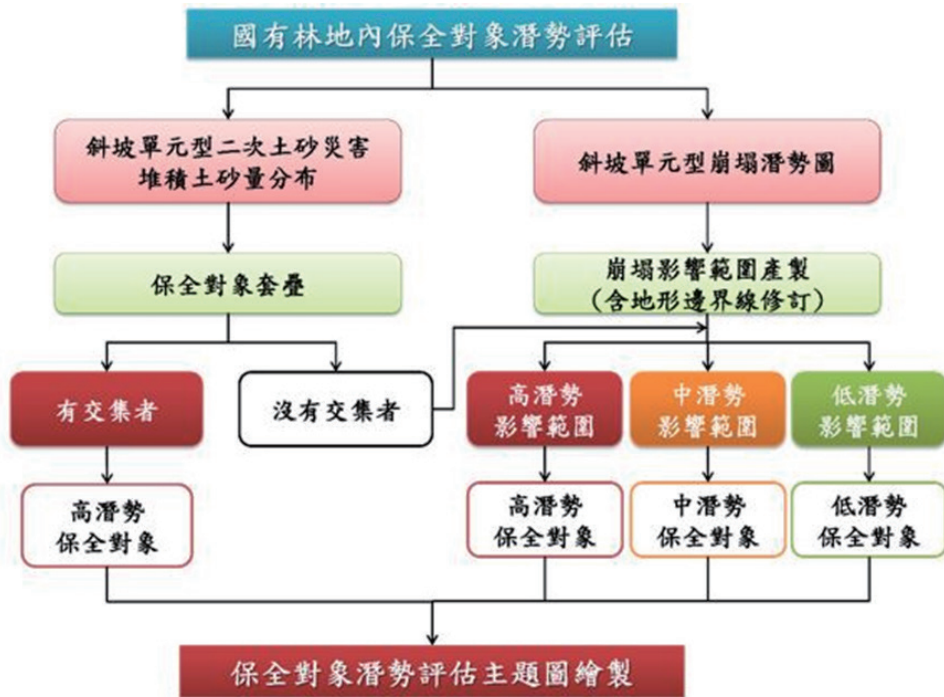 國有林地內保全對象潛勢評估
斜坡單元型二次土砂災害
堆積土砂量分布
斜坡單元型崩塌潛勢圖
保全對象套疊
崩塌影響範圍產製
（含地形邊界線修訂）
有交集者
沒有交集者
高潛勢
影響範圍
中潛勢
影響範圍
低潛勢
影響範圍
高潛勢
保全對象
高潛勢
保全對象
中潛勢
保全對象
低潛勢
保全對象
保全對象潛勢評估主題圖繪製